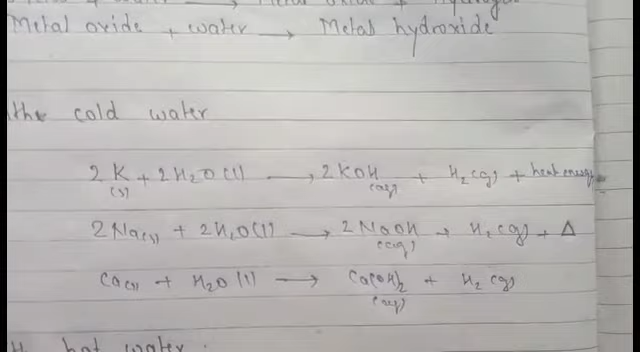 Metal oxide + water → Metal hydroxide
the cold water
2K(s) + 2H₂O(l) → 2KOH(aq) + H₂(g) + heat energy
2Na(s) + 2H₂O(l) → 2NaOH(aq) + H₂(g) + Δ
Ca(s) + H₂O(l) → Ca(OH)₂(aq) + H₂(g)
hot water